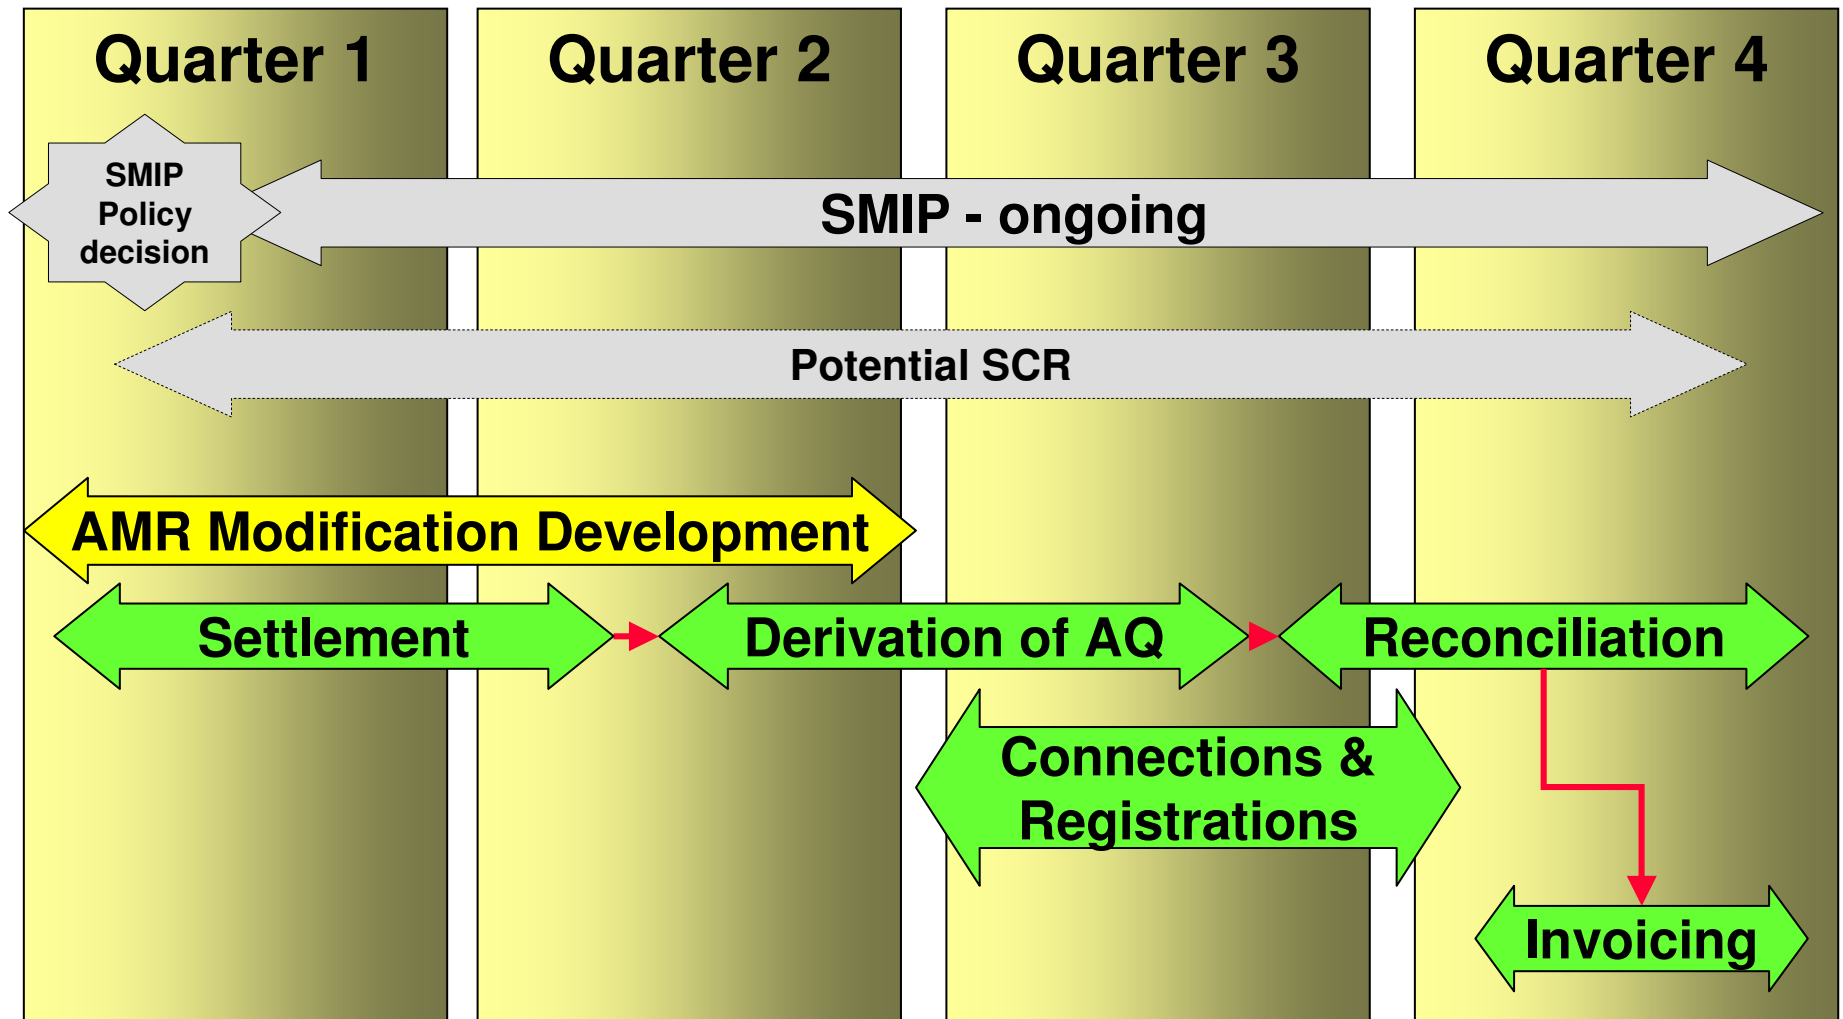 Quarter 1
Quarter 2
Quarter 3
Quarter 4
SMIP
Policy
decision
SMIP - ongoing
Potential SCR
AMR Modification Development
Settlement
Derivation of AQ
Reconciliation
Connections &
Registrations
Invoicing